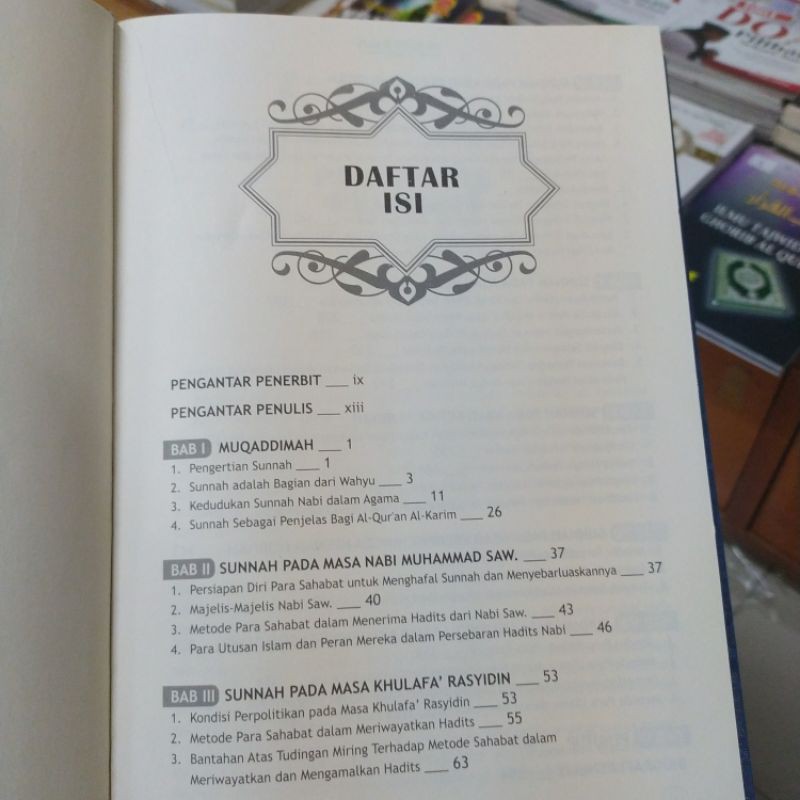 DAFTAR
ISI
PENGANTAR PENERBIT ___ ix
PENGANTAR PENULIS ___ xiii
BAB I MUQADDIMAH ___ 1
1. Pengertian Sunnah ___ 1
2. Sunnah adalah Bagian dari Wahyu ___ 3
3. Kedudukan Sunnah Nabi dalam Agama ___ 11
4. Sunnah Sebagai Penjelas Bagi Al-Qur'an Al-Karim ___ 26
BAB II SUNNAH PADA MASA NABI MUHAMMAD SAW. ___ 37
1. Persiapan Diri Para Sahabat untuk Menghafal Sunnah dan Menyebarluaskannya ___ 37
2. Majelis-Majelis Nabi Saw. ___ 40
3. Metode Para Sahabat dalam Menerima Hadits dari Nabi Saw. ___ 43
4. Para Utusan Islam dan Peran Mereka dalam Persebaran Hadits Nabi ___ 46
BAB III SUNNAH PADA MASA KHULAFA' RASYIDIN ___ 53
1. Kondisi Perpolitikan pada Masa Khulafa' Rasyidin ___ 53
2. Metode Para Sahabat dalam Meriwayatkan Hadits ___ 55
3. Bantahan Atas Tudingan Miring Terhadap Metode Sahabat dalam
Meriwayatkan dan Mengamalkan Hadits ___ 63
DO
ILMU TAJWID
GHORIB AL QUR